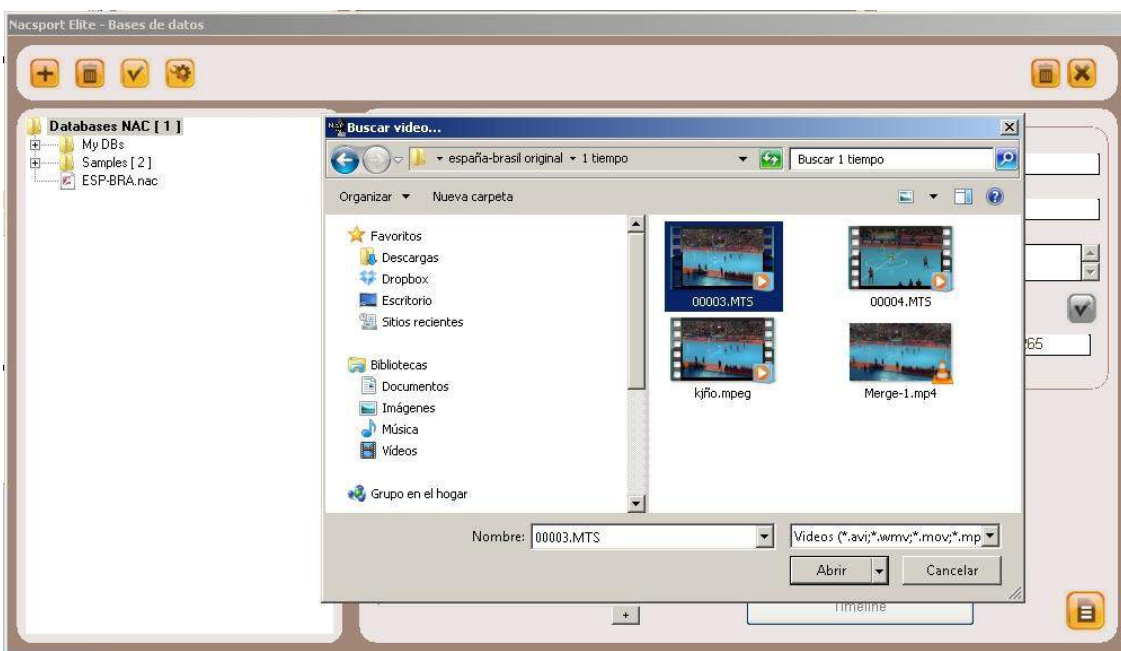 Nacsport Elite - Bases de datos
Databases NAC [ 1 ]
My DBs
Samples [ 2 ]
ESP-BRA.nac
Buscar video...
españa-brasil original
1 tiempo
Buscar 1 tiempo
Organizar
Nueva carpeta
Favoritos
Descargas
Dropbox
Escritorio
Sitios recientes
Bibliotecas
Documentos
Imágenes
Música
Vídeos
Grupo en el hogar
00003.MTS
00004.MTS
kjño.mpeg
Merge-1.mp4
265
Nombre:
00003.MTS
Videos (*.avi;*.wmv;*.mov;*.mp
Abrir
Cancelar
+
Timeline